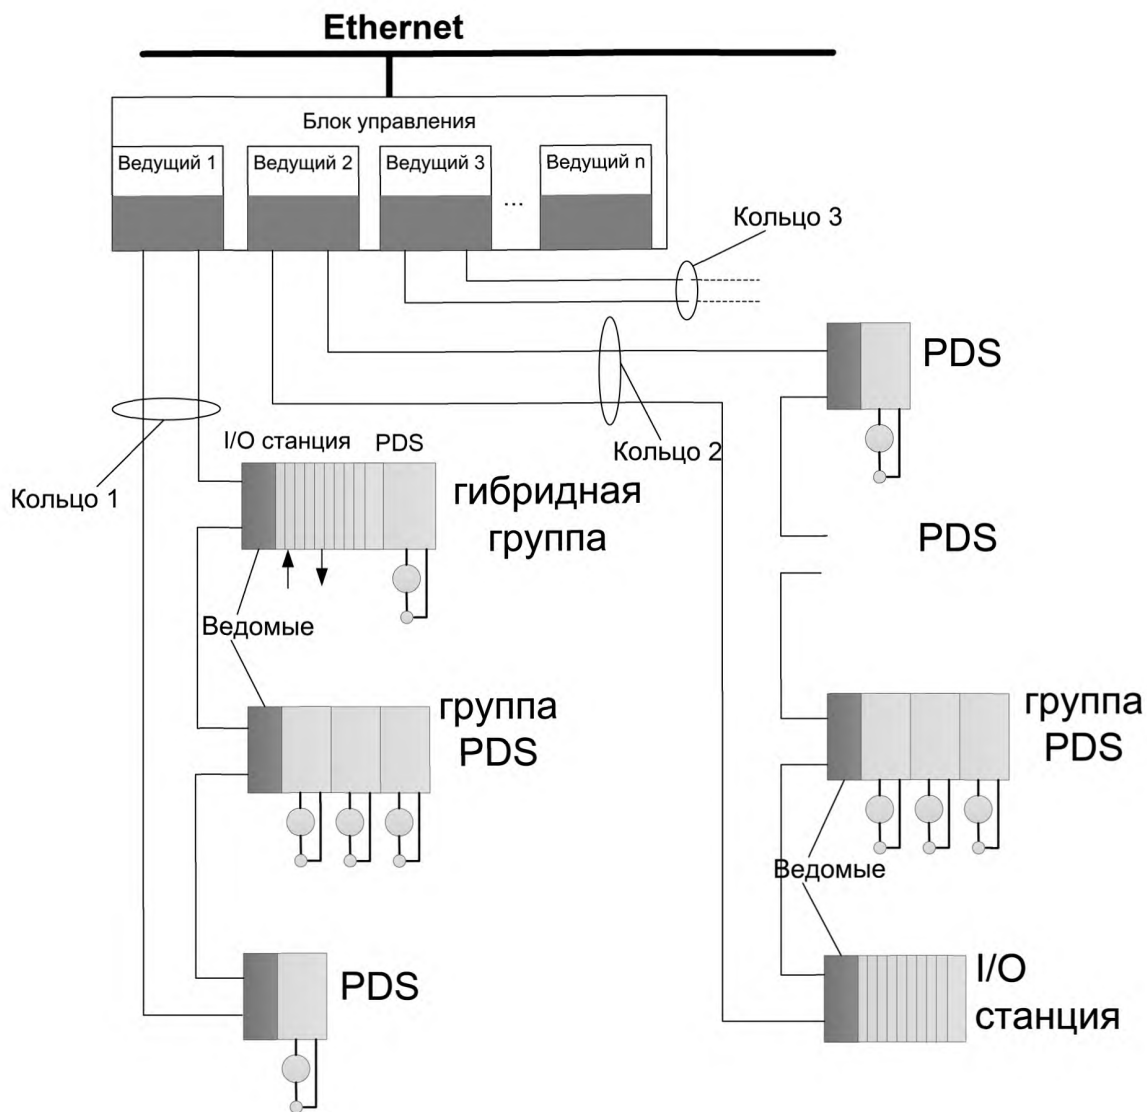 Ethernet
Блок управления
Ведущий 1
Ведущий 2
Ведущий 3
...
Ведущий n
Кольцо 3
PDS
Кольцо 2
I/O станция
PDS
Кольцо 1
гибридная
группа
PDS
Ведомые
группа
PDS
группа
PDS
Ведомые
PDS
I/O
станция